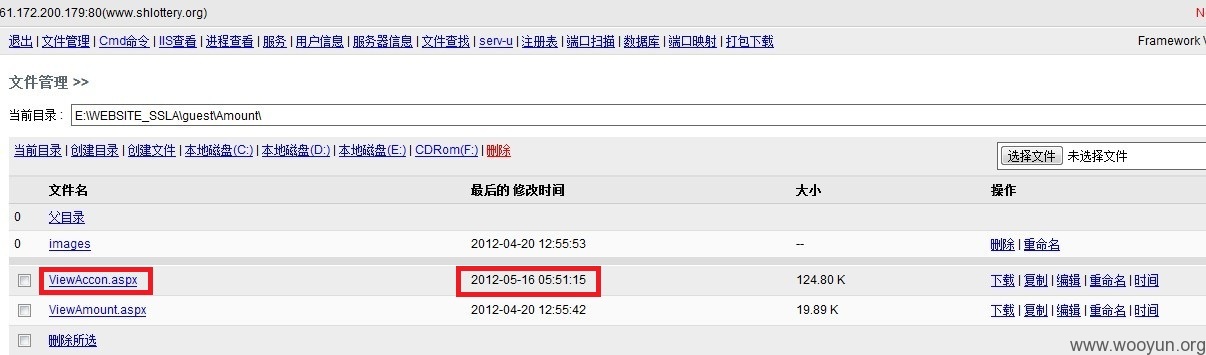 61.172.200.179:80(www.shlottery.org)
退出 | 文件管理 | Cmd命令 | IIS查看 | 进程查看 | 服务 | 用户信息 | 服务器信息 | 文件查找 | serv-u | 注册表 | 端口扫描 | 数据库 | 端口映射 | 打包下载 Framework V
文件管理 >>
当前目录 : E:\WEBSITE_SSLA\guest\Amount\
当前目录 | 创建目录 | 创建文件 | 本地磁盘(C:) | 本地磁盘(D:) | 本地磁盘(E:) | CDRom(F:) | 删除 选择文件 未选择文件
文件名 最后的 修改时间 大小 操作
0 父目录
0 images 2012-04-20 12:55:53 -- 删除 | 重命名
ViewAccon.aspx 2012-05-16 05:51:15 124.80 K 下载 | 复制 | 编辑 | 重命名 | 时间
ViewAmount.aspx 2012-04-20 12:55:42 19.89 K 下载 | 复制 | 编辑 | 重命名 | 时间
删除所选
www.wooyun.org